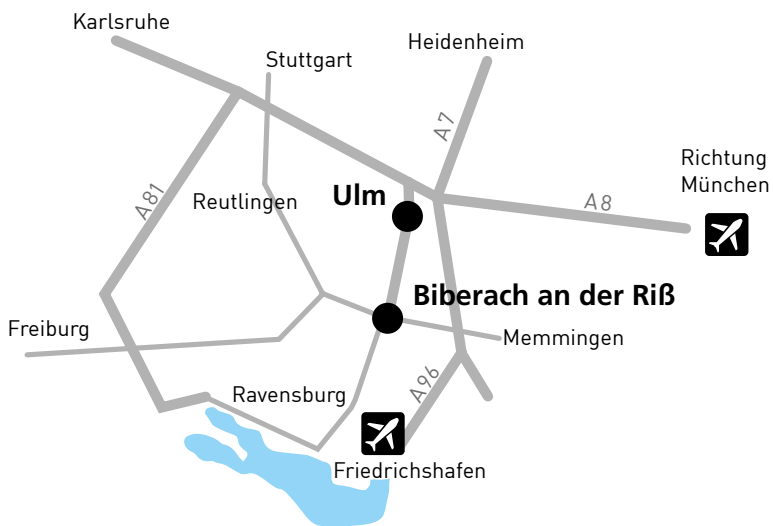 Karlsruhe
Heidenheim
Stuttgart
A7
Richtung
München
A81
Reutlingen
Ulm
A8
Biberach an der Riß
Freiburg
Memmingen
A96
Ravensburg
Friedrichshafen